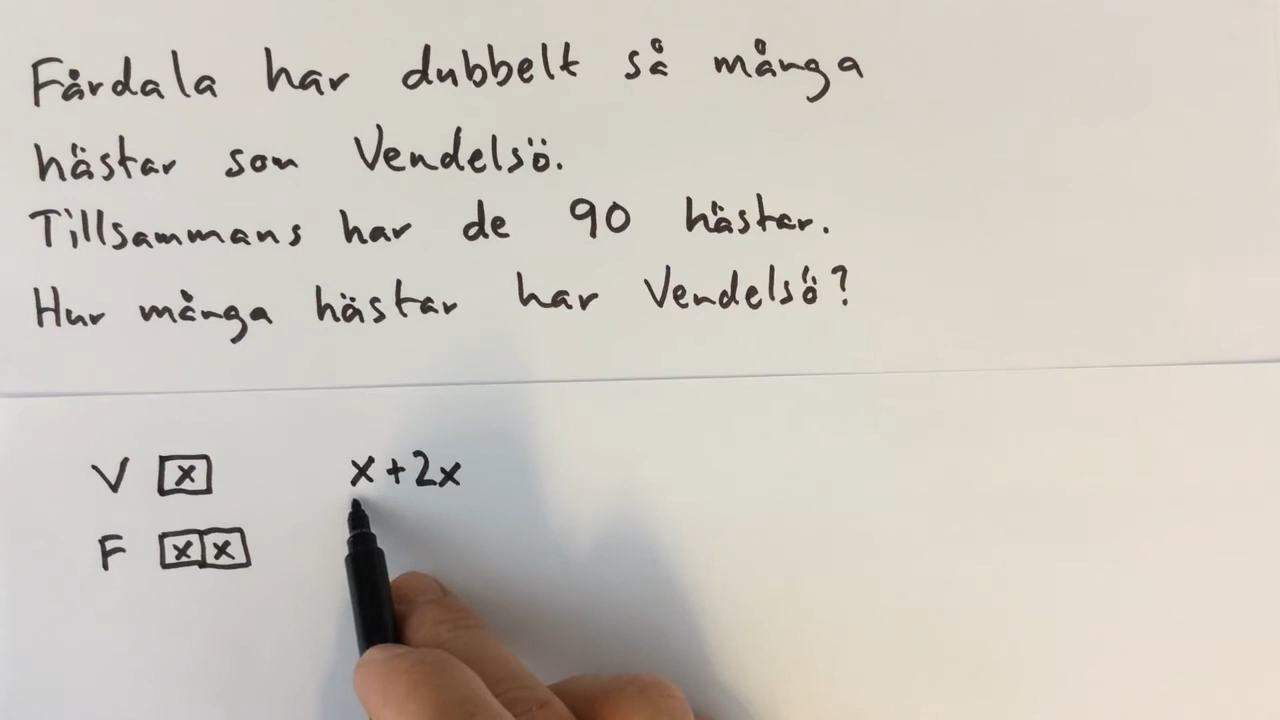 Fårdala har dubbelt så många
hästar som Vendelsö.
Tillsammans har de 90 hästar.
Hur många hästar har Vendelsö?
V x x+2x
F x x